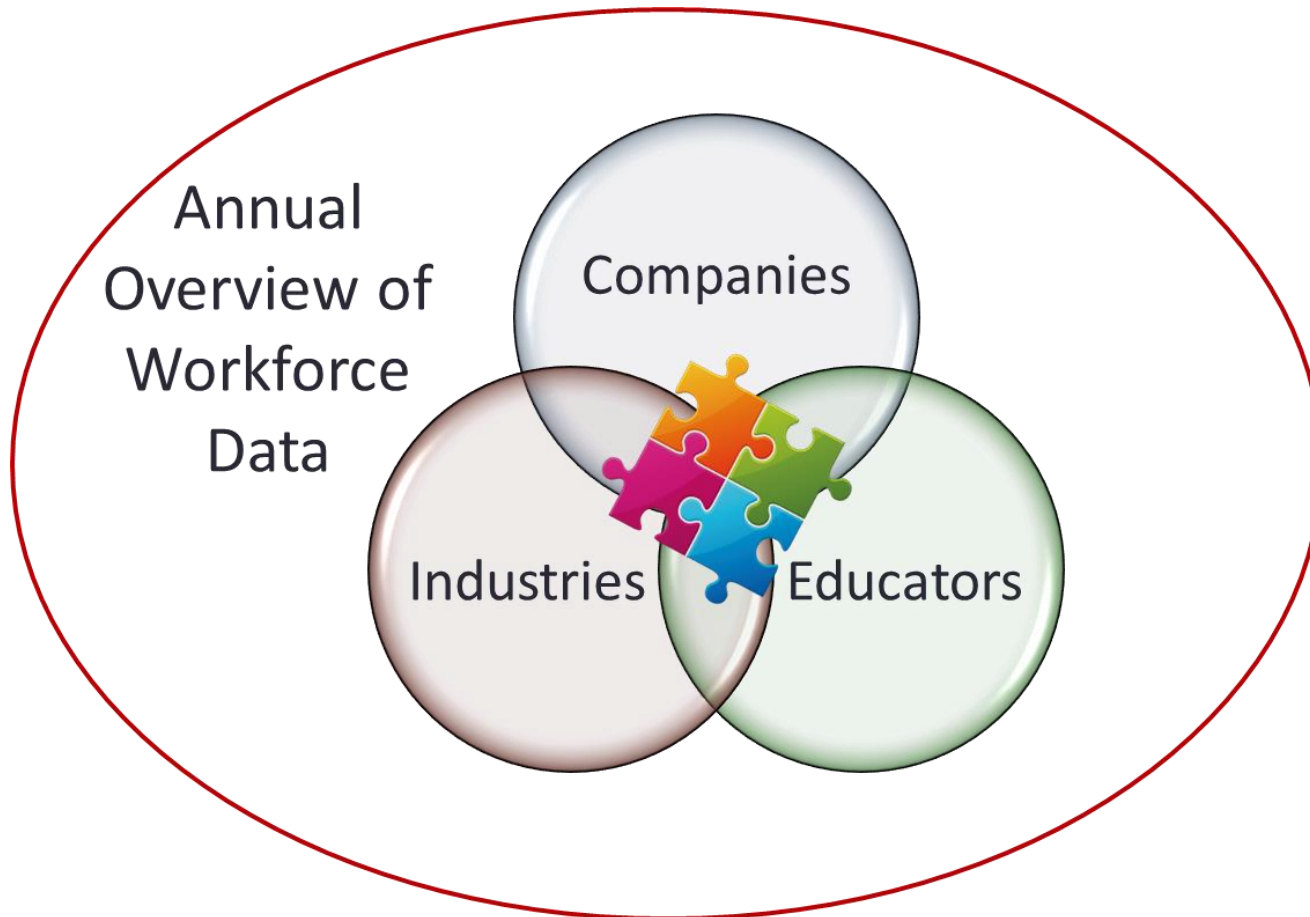 Annual
Overview of
Workforce
Data
Companies
Industries
Educators